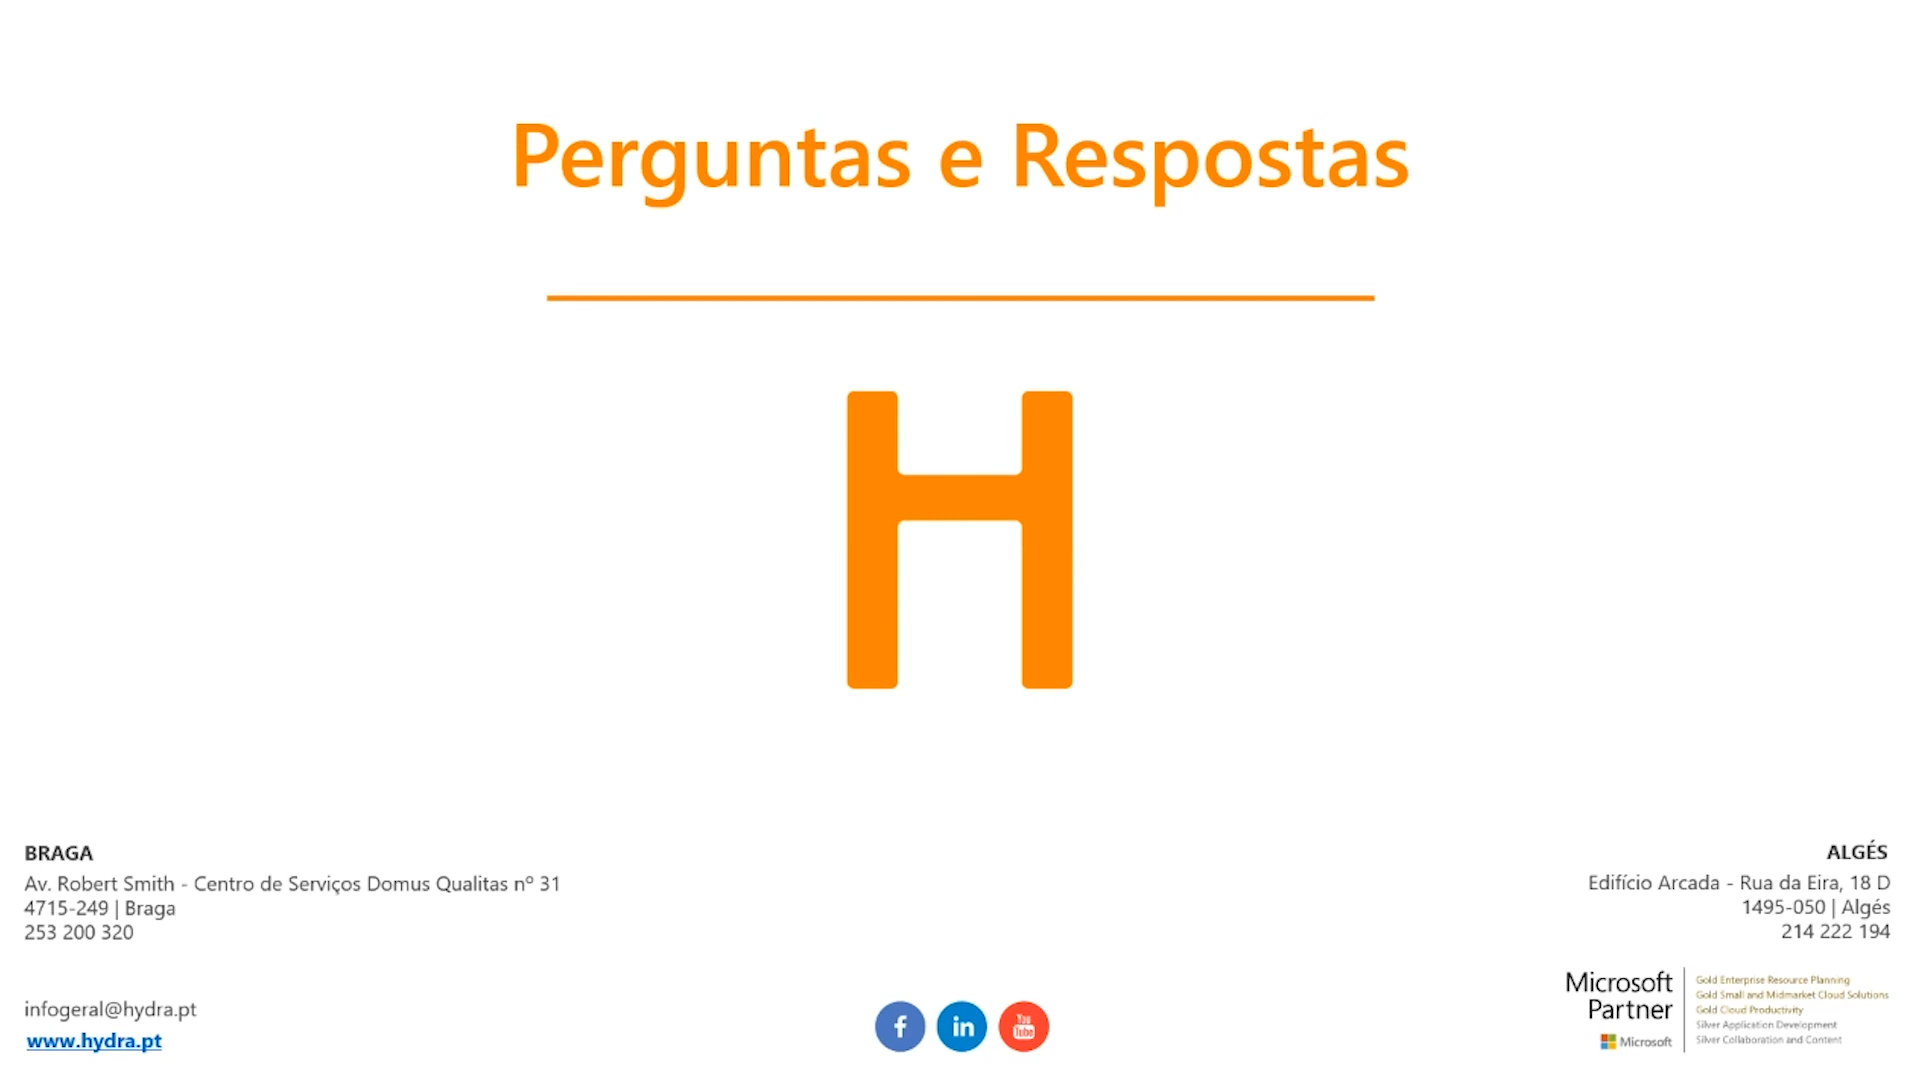 Perguntas e Respostas
H
BRAGA
Av. Robert Smith - Centro de Serviços Domus Qualitas nº 31
4715-249 | Braga
253 200 320
infogeral@hydra.pt
www.hydra.pt
f
in
You
Tube
ALGÉS
Edifício Arcada - Rua da Eira, 18 D
1495-050 | Algés
214 222 194
Microsoft
Partner
Microsoft
Gold Enterprise Resource Planning
Gold Small and Midmarket Cloud Solutions
Gold Cloud Productivity
Silver Application Development
Silver Collaboration and Content